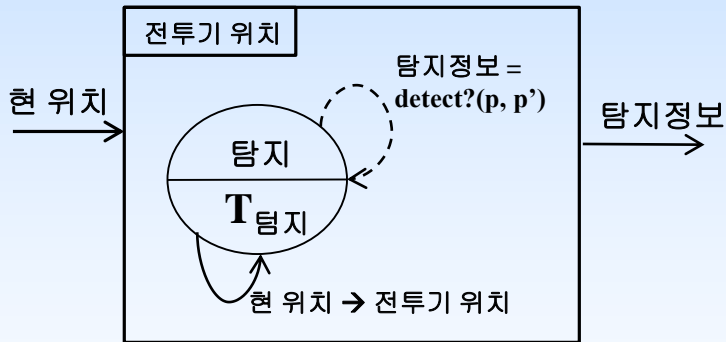 전투기 위치
현 위치
탐지정보 =
detect?(p, p’)
탐지정보
탐지
T텀지
현 위치 → 전투기 위치